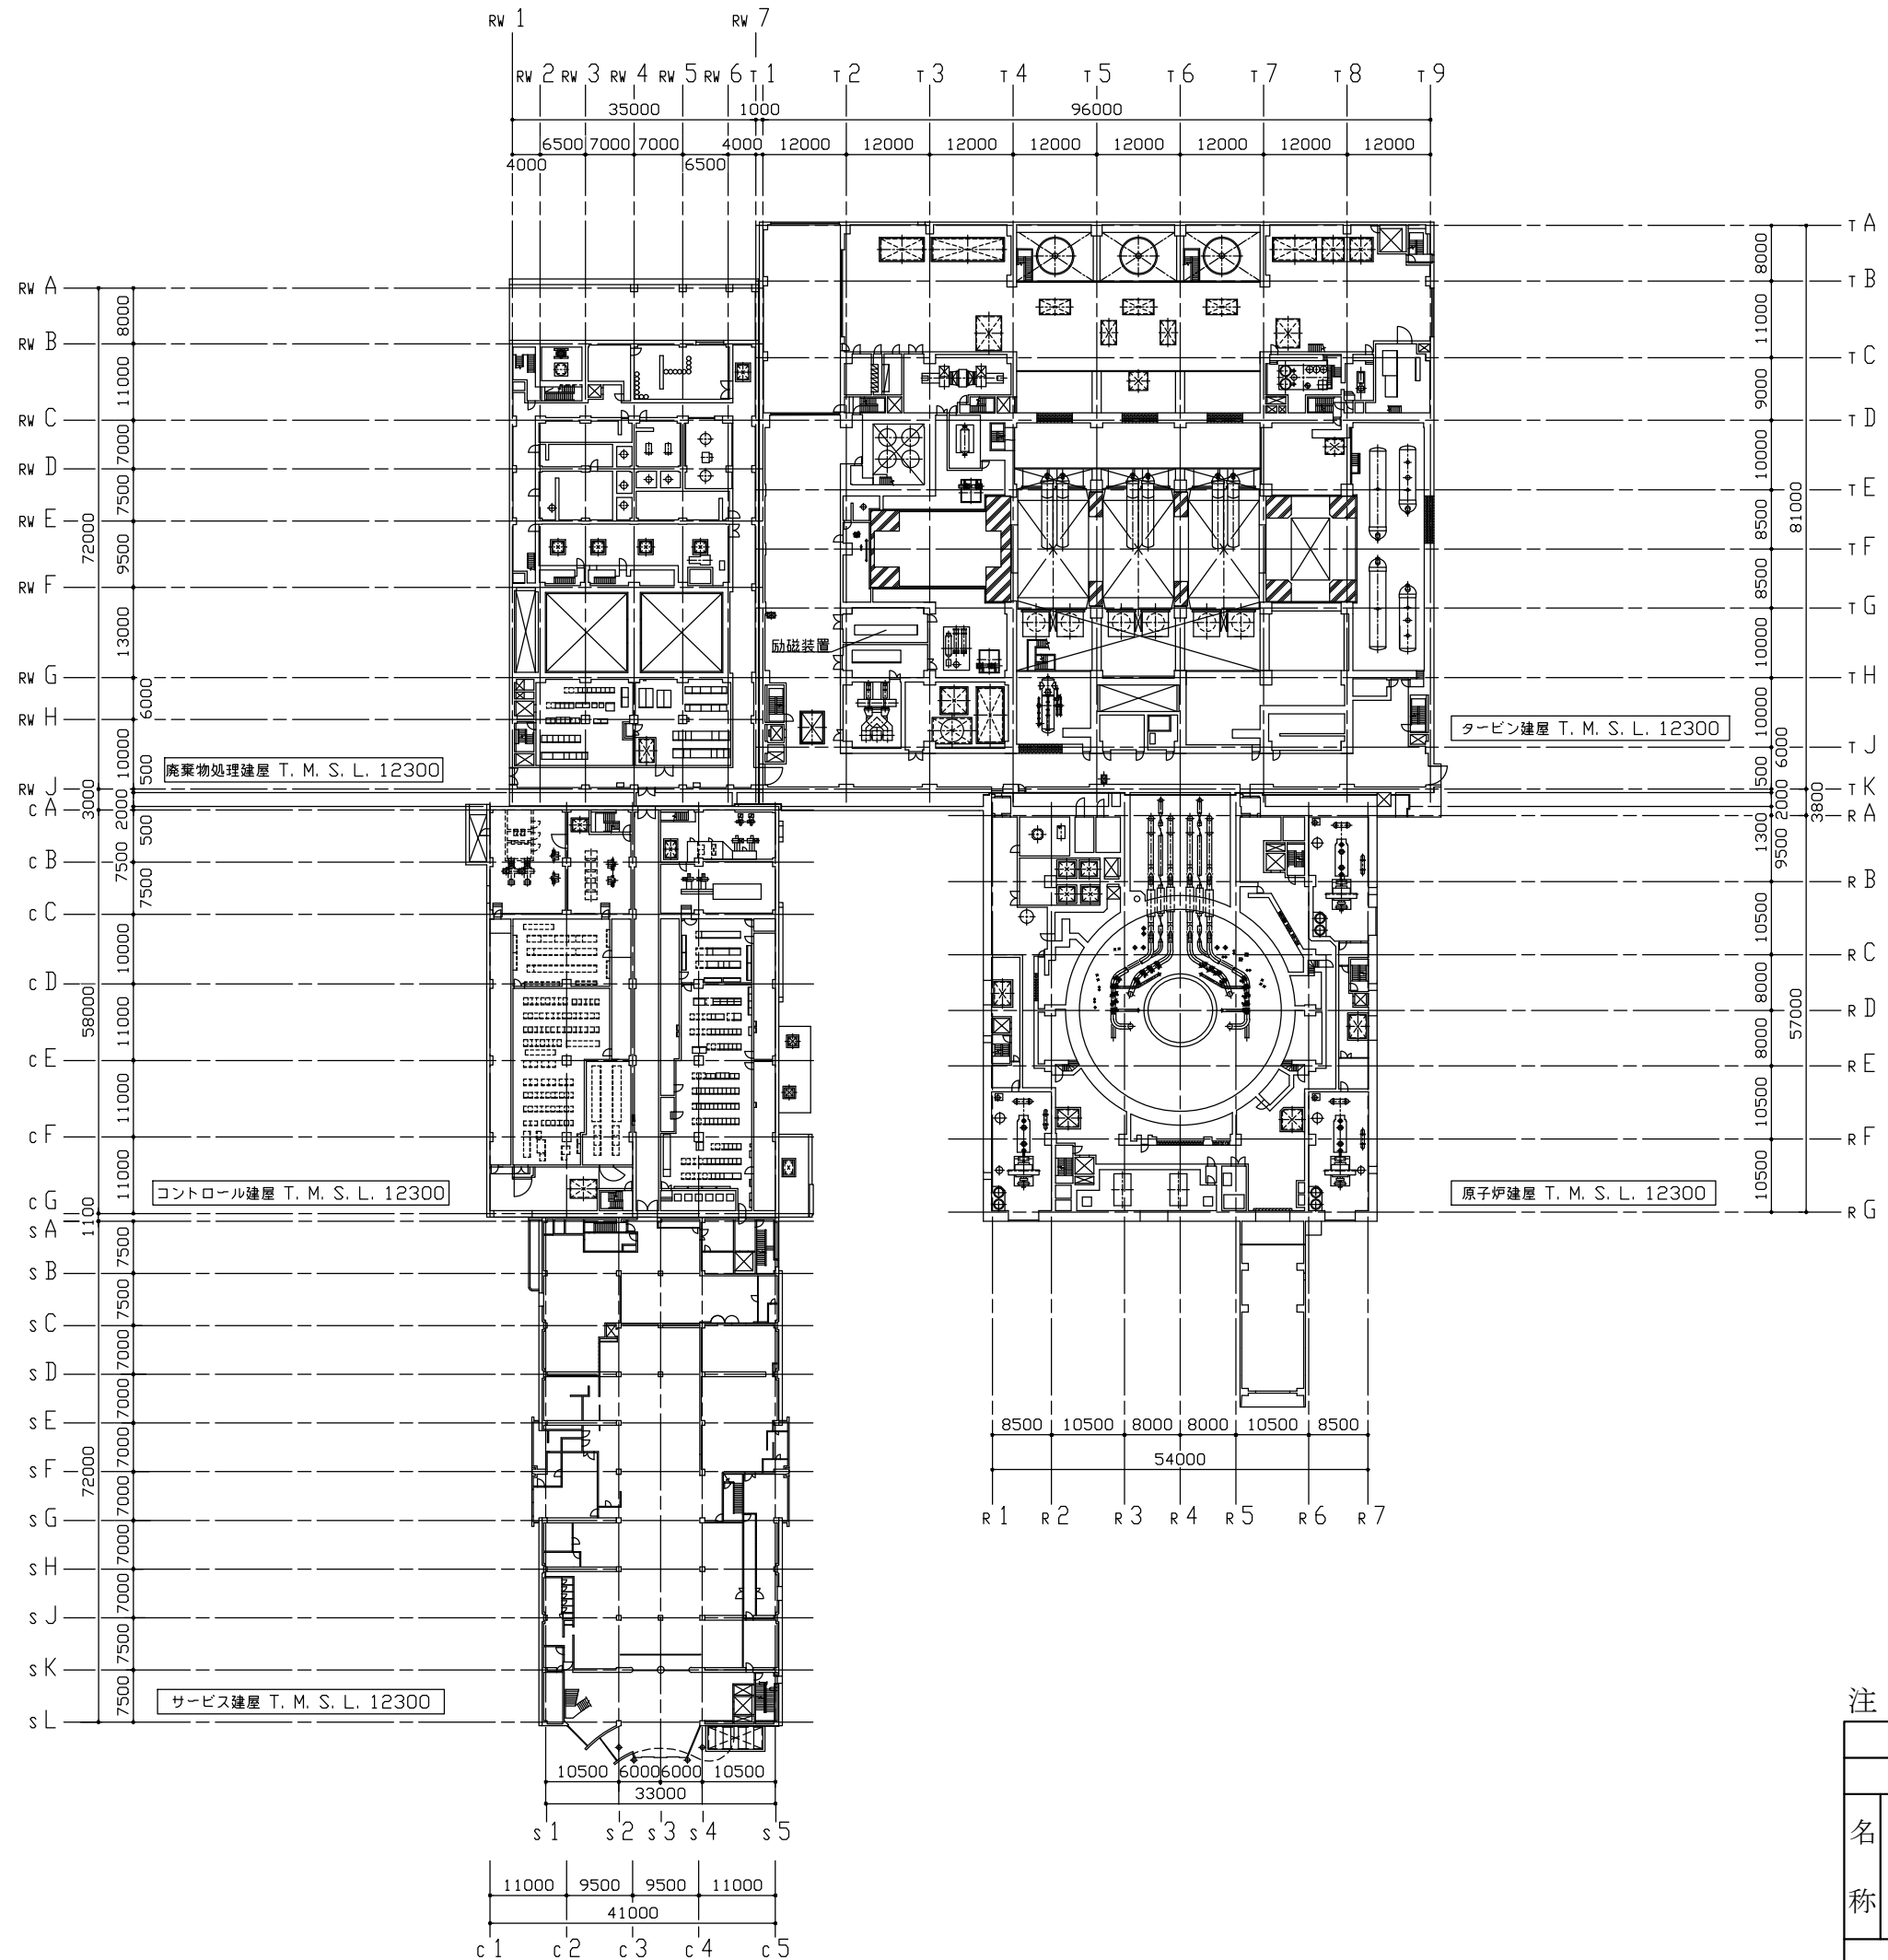 RW 1
RW 7
RW 2 RW 3 RW 4 RW 5 RW 6 T 1 T 2 T 3 T 4 T 5 T 6 T 7 T 8 T 9
35000 1000 96000
6500 7000 7000 4000 12000 12000 12000 12000 12000 12000 12000 12000
4000 6500
RW A
RW B
RW C
RW D
RW E
RW F
RW G
RW H
RW J
8000
11000
7000
7500
9500
13000
6000
10000
500
72000
3000
2000
500
T A
T B
T C
T D
T E
T F
T G
T H
T J
T K
8000
11000
9000
10000
8500
8500
10000
10000
6000
500
81000
2000
3800
1300
励磁装置
廃棄物処理建屋 T. M. S. L. 12300
タービン建屋 T. M. S. L. 12300
C A
C B
C C
C D
C E
C F
C G
7500
7500
10000
11000
11000
11000
58000
1100
コントロール建屋 T. M. S. L. 12300
R A
R B
R C
R D
R E
R F
R G
9500
10500
8000
8000
10500
10500
57000
原子炉建屋 T. M. S. L. 12300
8500 10500 8000 8000 10500 8500
54000
R 1 R 2 R 3 R 4 R 5 R 6 R 7
S A
S B
S C
S D
S E
S F
S G
S H
S J
S K
S L
7500
7500
7000
7000
7000
7000
7000
7000
7500
7500
72000
サービス建屋 T. M. S. L. 12300
10500 6000 6000 10500
33000
S 1 S 2 S 3 S 4 S 5
11000 9500 9500 11000
41000
C 1 C 2 C 3 C 4 C 5
注
名
称